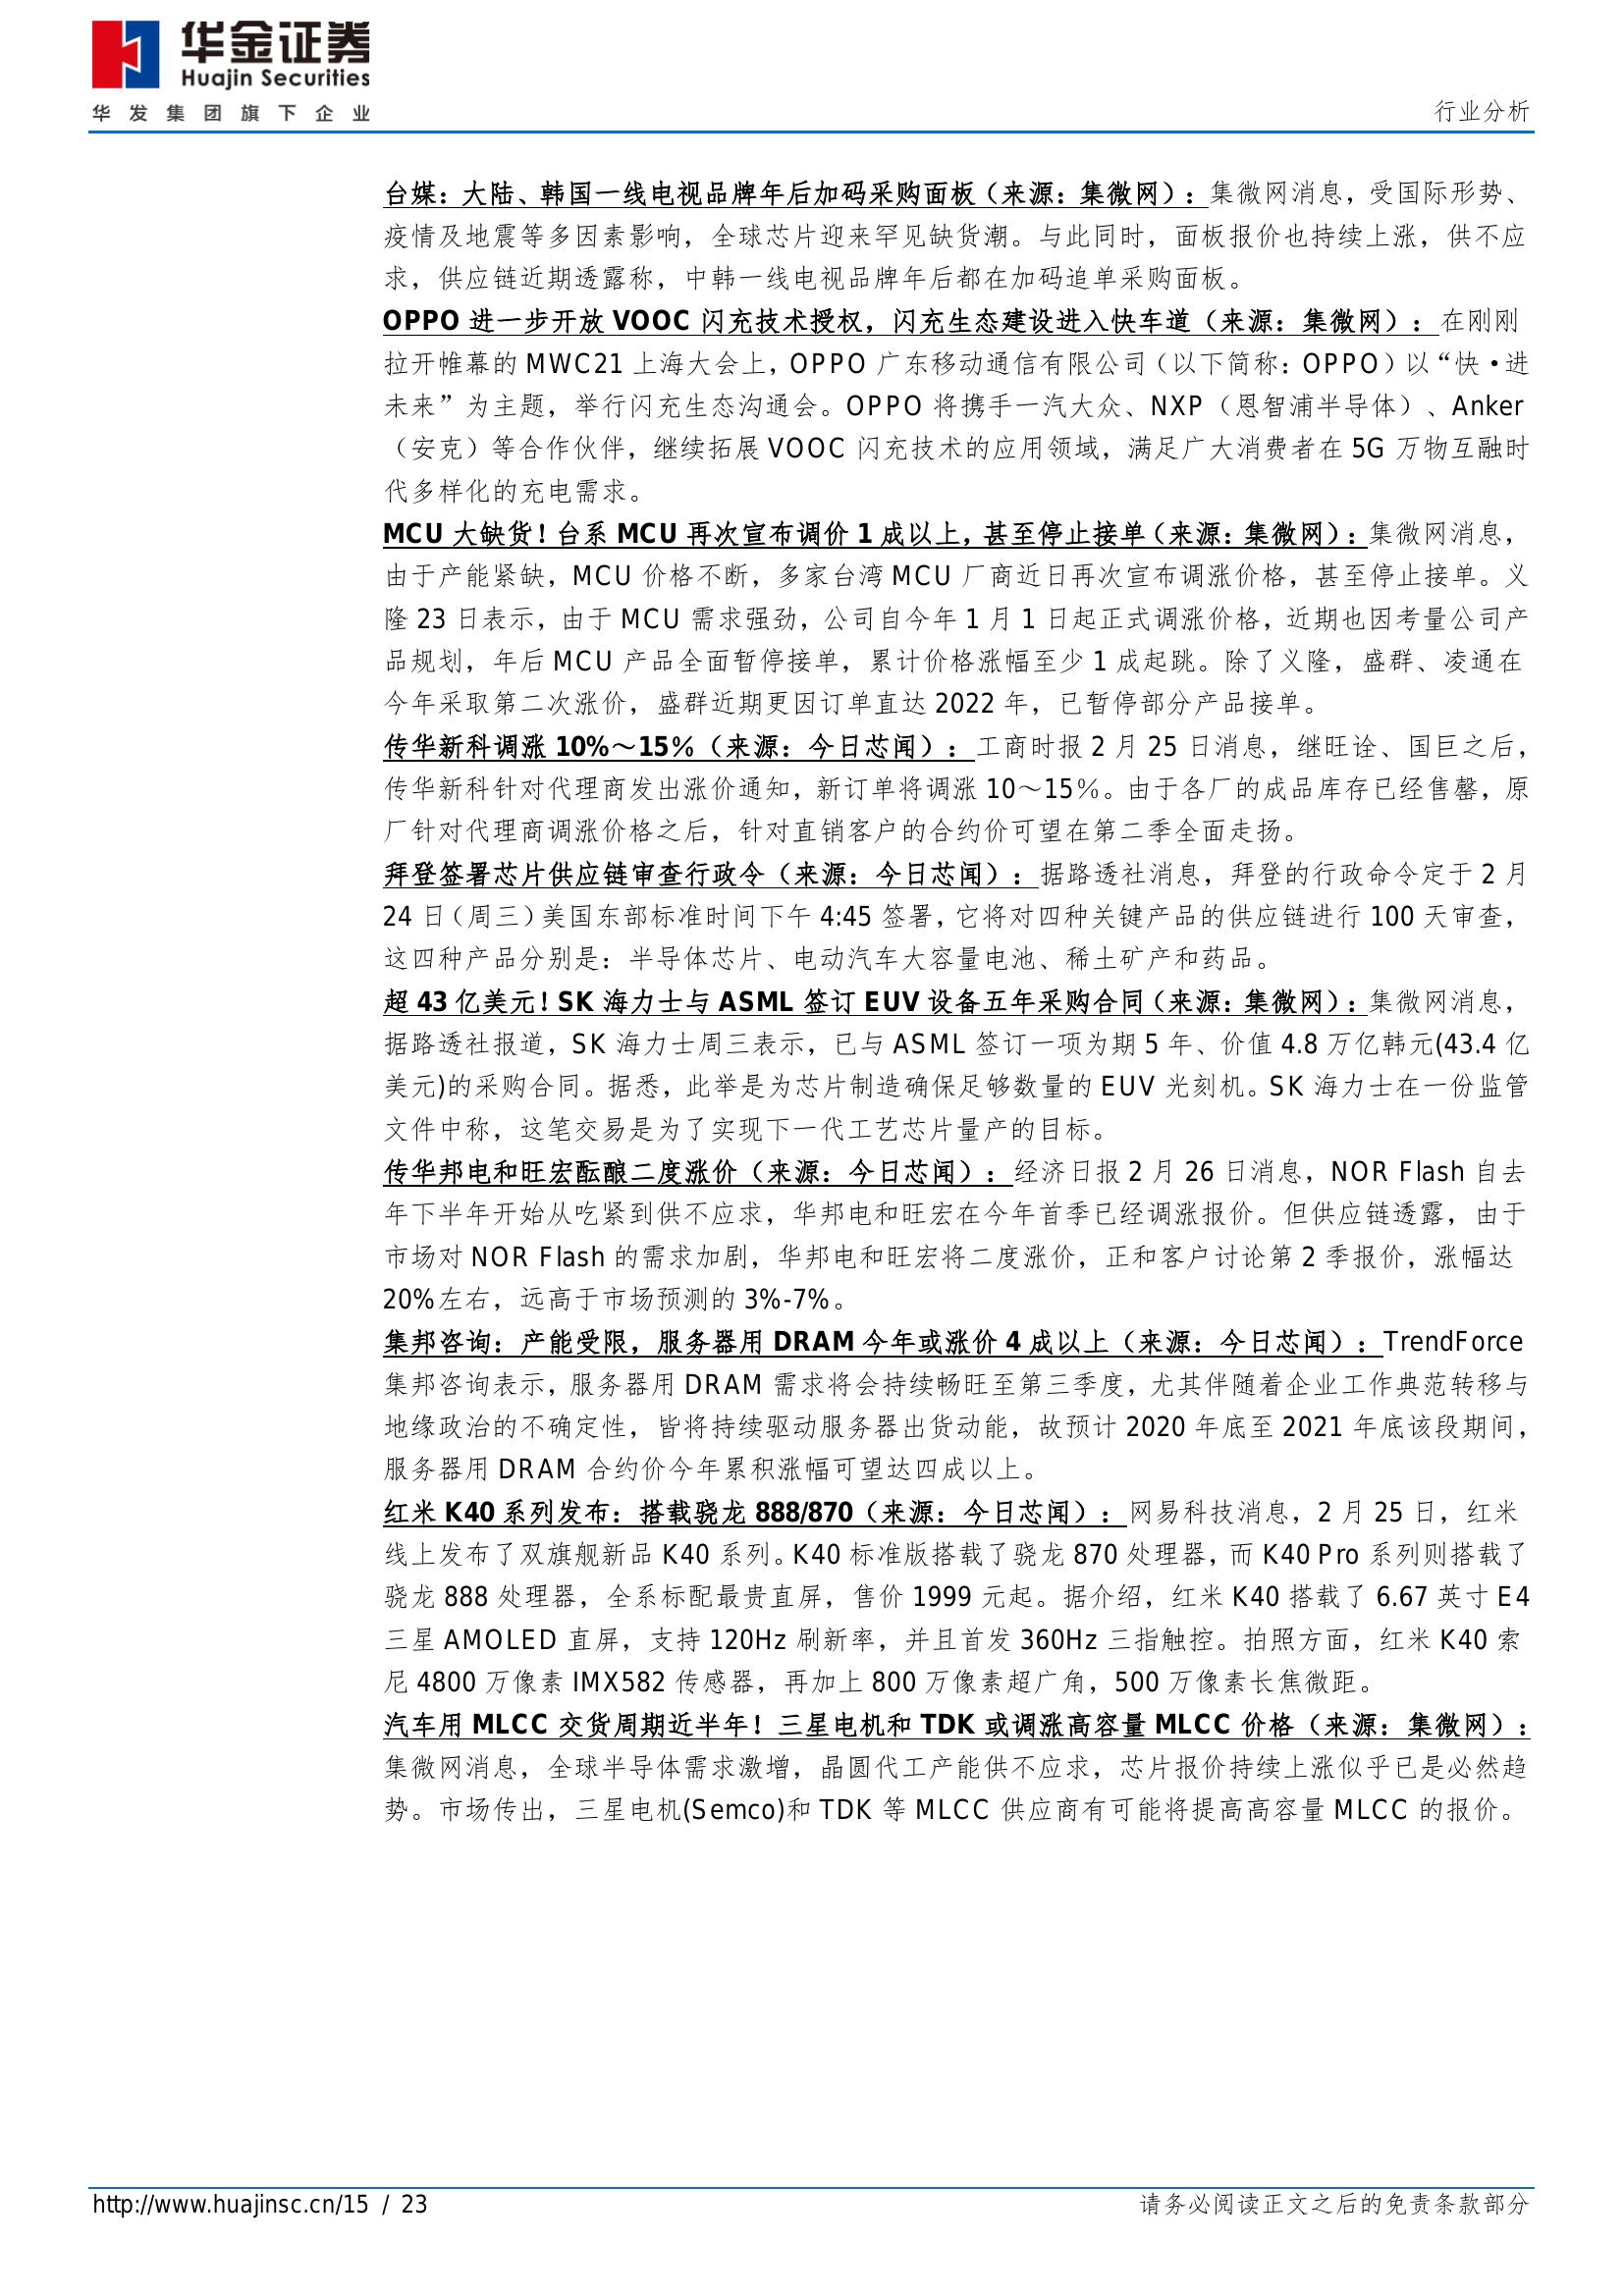 华金证券
Huajin Securities
华发集团旗下企业
行业分析
台媒：大陆、韩国一线电视品牌年后加码采购面板（来源：集微网）：集微网消息，受国际形势、
疫情及地震等多因素影响，全球芯片迎来罕见缺货潮。与此同时，面板报价也持续上涨，供不应
求，供应链近期透露称，中韩一线电视品牌年后都在加码追单采购面板。
OPPO 进一步开放 VOOC 闪充技术授权，闪充生态建设进入快车道（来源：集微网）：在刚刚
拉开帷幕的 MWC21 上海大会上，OPPO 广东移动通信有限公司（以下简称：OPPO）以“快·进
未来”为主题，举行闪充生态沟通会。OPPO 将携手一汽大众、NXP（恩智浦半导体）、Anker
（安克）等合作伙伴，继续拓展 VOOC 闪充技术的应用领域，满足广大消费者在 5G 万物互融时
代多样化的充电需求。
MCU 大缺货！台系 MCU 再次宣布调价 1 成以上，甚至停止接单（来源：集微网）：集微网消息，
由于产能紧缺，MCU 价格不断，多家台湾 MCU 厂商近日再次宣布调涨价格，甚至停止接单。义
隆 23 日表示，由于 MCU 需求强劲，公司自今年 1 月 1 日起正式调涨价格，近期也因考量公司产
品规划，年后 MCU 产品全面暂停接单，累计价格涨幅至少 1 成起跳。除了义隆，盛群、凌通在
今年采取第二次涨价，盛群近期更因订单直达 2022 年，已暂停部分产品接单。
传华新科调涨 10%～15%（来源：今日芯闻）：工商时报 2 月 25 日消息，继旺诠、国巨之后，
传华新科针对代理商发出涨价通知，新订单将调涨 10～15%。由于各厂的成品库存已经售罄，原
厂针对代理商调涨价格之后，针对直销客户的合约价可望在第二季全面走扬。
拜登签署芯片供应链审查行政令（来源：今日芯闻）：据路透社消息，拜登的行政命令定于 2 月
24 日（周三）美国东部标准时间下午 4:45 签署，它将对四种关键产品的供应链进行 100 天审查，
这四种产品分别是：半导体芯片、电动汽车大容量电池、稀土矿产和药品。
超 43 亿美元！SK 海力士与 ASML 签订 EUV 设备五年采购合同（来源：集微网）：集微网消息，
据路透社报道，SK 海力士周三表示，已与 ASML 签订一项为期 5 年、价值 4.8 万亿韩元(43.4 亿
美元)的采购合同。据悉，此举是为芯片制造确保足够数量的 EUV 光刻机。SK 海力士在一份监管
文件中称，这笔交易是为了实现下一代工艺芯片量产的目标。
传华邦电和旺宏酝酿二度涨价（来源：今日芯闻）：经济日报 2 月 26 日消息，NOR Flash 自去
年下半年开始从吃紧到供不应求，华邦电和旺宏在今年首季已经调涨报价。但供应链透露，由于
市场对 NOR Flash 的需求加剧，华邦电和旺宏将二度涨价，正和客户讨论第 2 季报价，涨幅达
20%左右，远高于市场预测的 3%-7%。
集邦咨询：产能受限，服务器用 DRAM 今年或涨价 4 成以上（来源：今日芯闻）：TrendForce
集邦咨询表示，服务器用 DRAM 需求将会持续畅旺至第三季度，尤其伴随着企业工作典范转移与
地缘政治的不确定性，皆将持续驱动服务器出货动能，故预计 2020 年底至 2021 年底该段期间，
服务器用 DRAM 合约价今年累积涨幅可望达四成以上。
红米 K40 系列发布：搭载骁龙 888/870（来源：今日芯闻）：网易科技消息，2 月 25 日，红米
线上发布了双旗舰新品 K40 系列。K40 标准版搭载了骁龙 870 处理器，而 K40 Pro 系列则搭载了
骁龙 888 处理器，全系标配最贵直屏，售价 1999 元起。据介绍，红米 K40 搭载了 6.67 英寸 E4
三星 AMOLED 直屏，支持 120Hz 刷新率，并且首发 360Hz 三指触控。拍照方面，红米 K40 索
尼 4800 万像素 IMX582 传感器，再加上 800 万像素超广角，500 万像素长焦微距。
汽车用 MLCC 交货周期近半年！三星电机和 TDK 或调涨高容量 MLCC 价格（来源：集微网）：
集微网消息，全球半导体需求激增，晶圆代工产能供不应求，芯片报价持续上涨似乎已是必然趋
势。市场传出，三星电机(Semco)和 TDK 等 MLCC 供应商有可能将提高高容量 MLCC 的报价。
http://www.huajinsc.cn/15 / 23
请务必阅读正文之后的免责条款部分